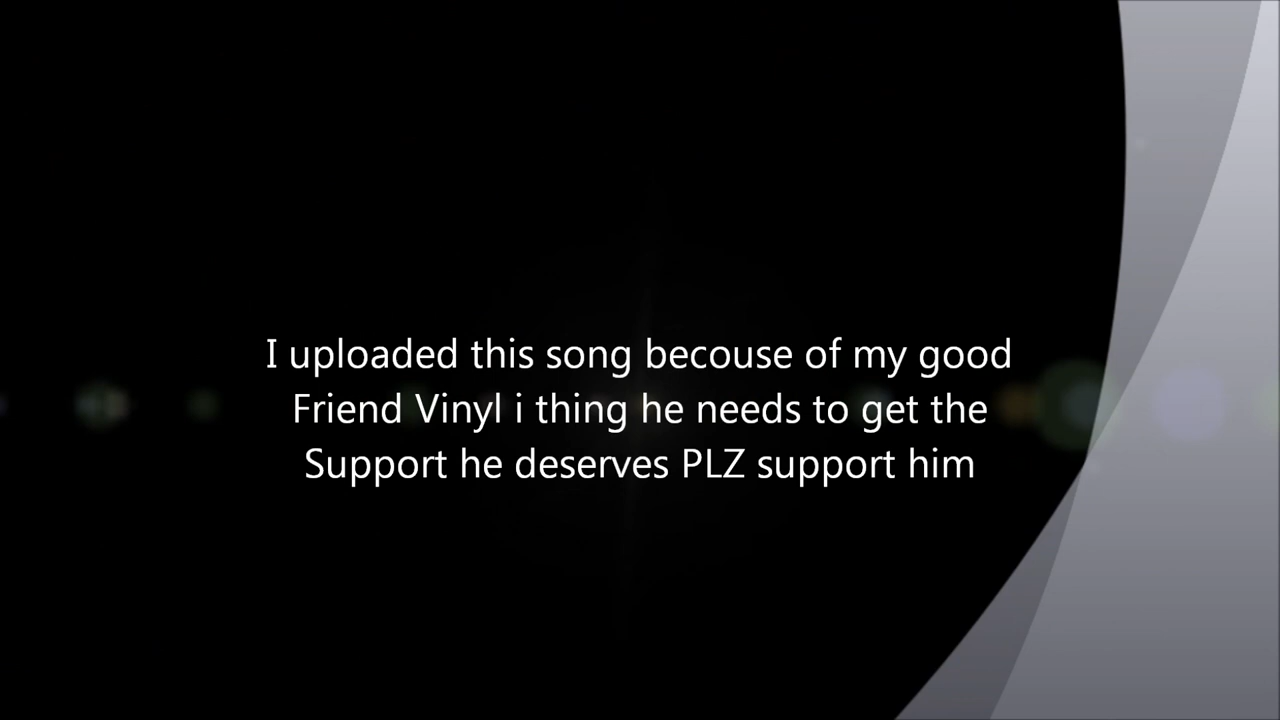 I uploaded this song becouse of my good
Friend Vinyl i thing he needs to get the
Support he deserves PLZ support him